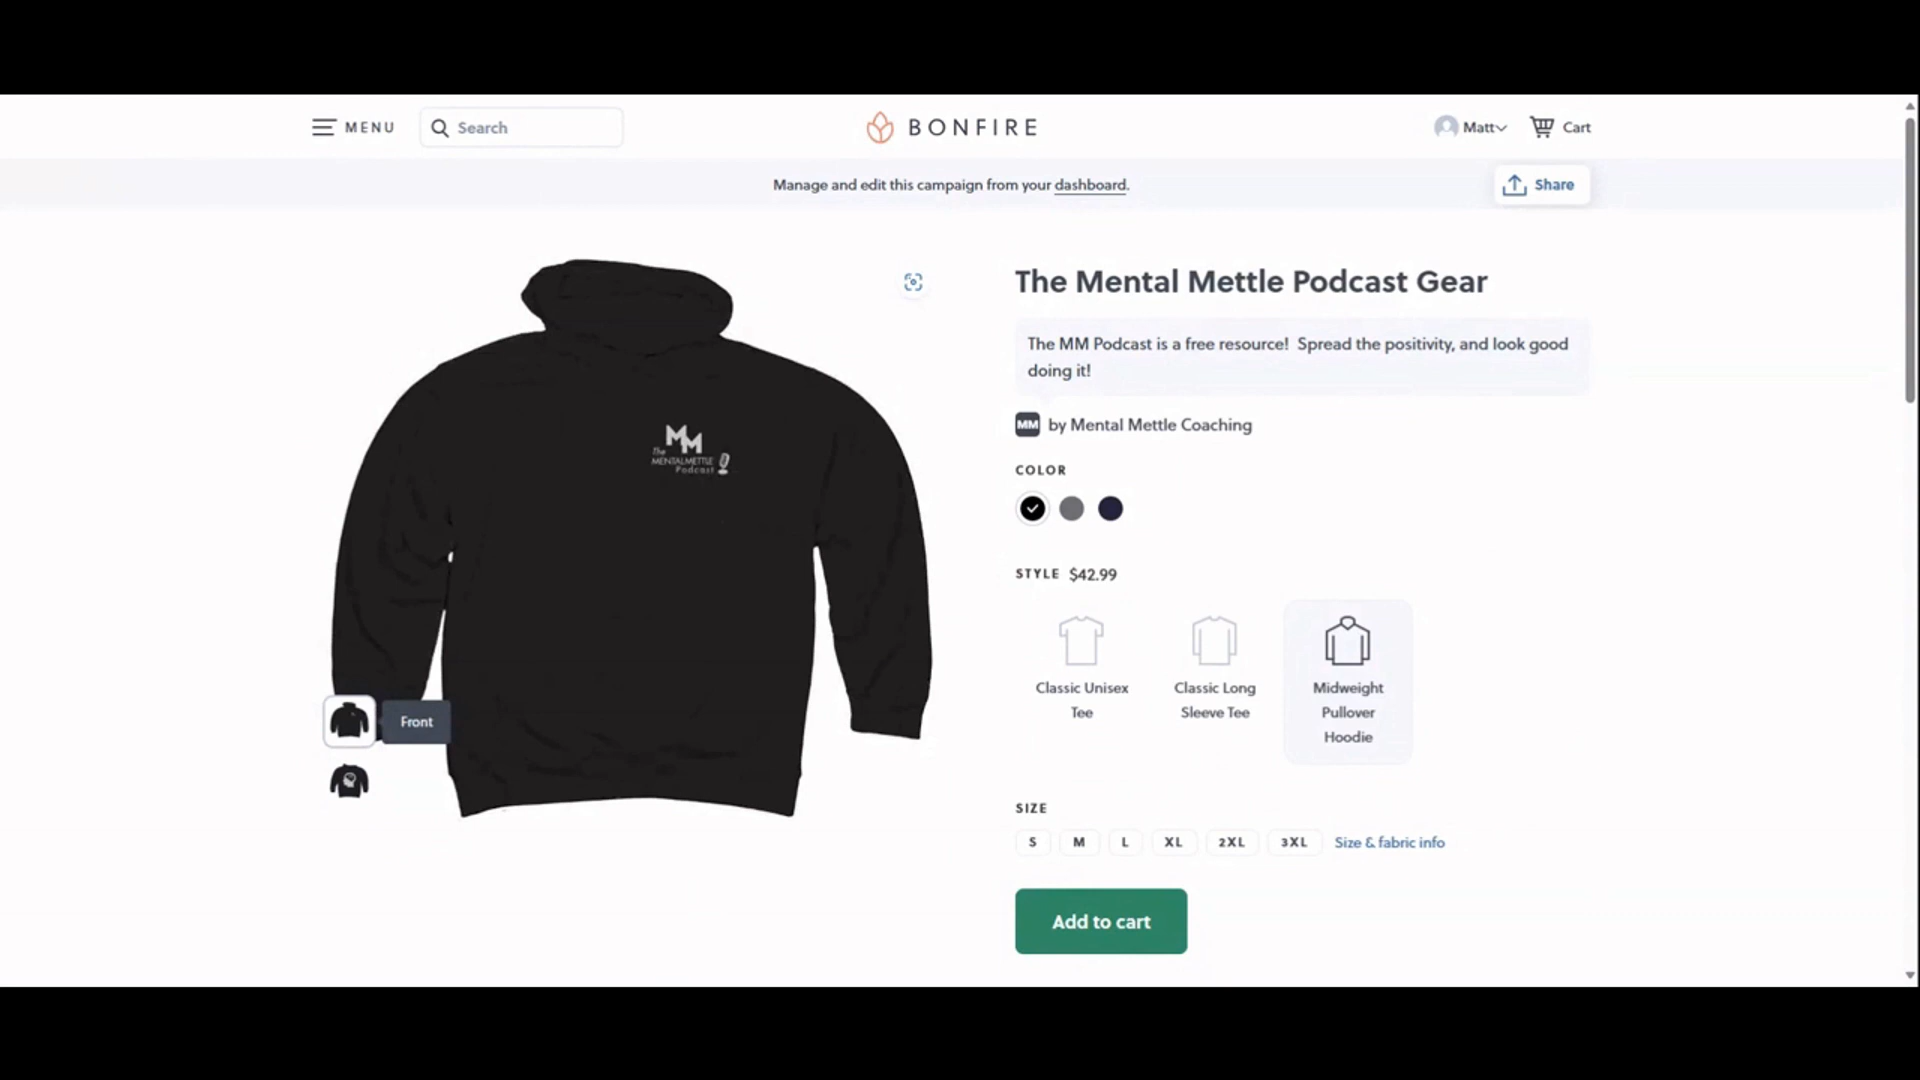 MENU
Search
BONFIRE
Matt
Cart
Manage and edit this campaign from your dashboard.
Share
The Mental Mettle Podcast Gear
The MM Podcast is a free resource!  Spread the positivity, and look good
doing it!
MM by Mental Mettle Coaching
COLOR
MM
The
MENTALMETTLE
Podcast
STYLE $42.99
Classic Unisex
Tee
Classic Long
Sleeve Tee
Midweight
Pullover
Hoodie
Front
SIZE
S M L XL 2XL 3XL Size & fabric info
Add to cart